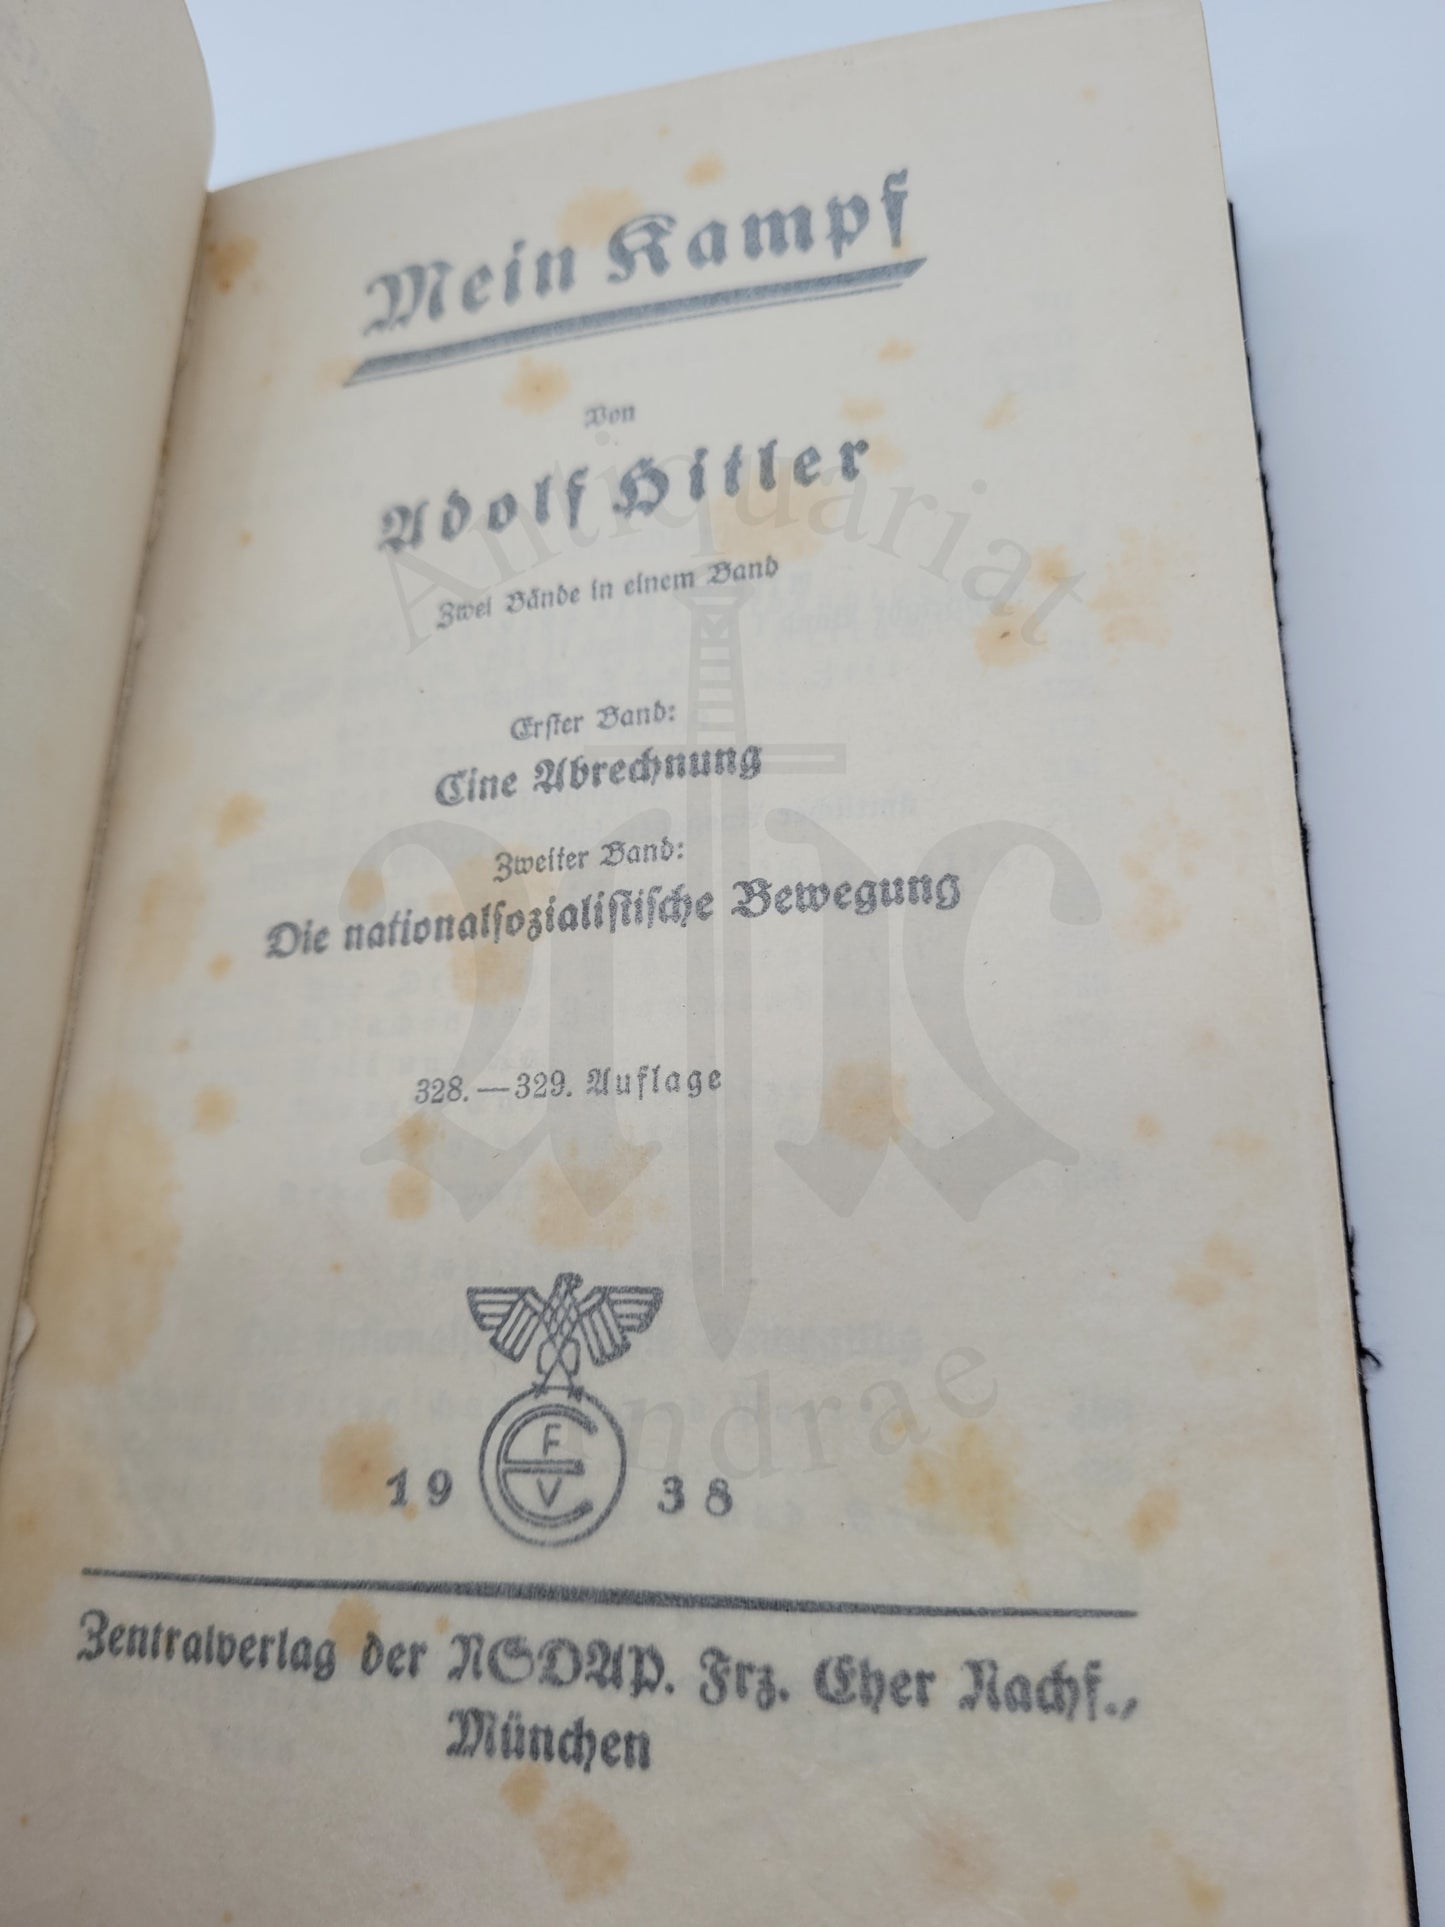 Mein Kampf
Von
Adolf Hitler
Zwei Bände in einem Band
Erster Band:
Eine Abrechnung
Zweiter Band:
Die nationalsozialistische Bewegung
328.—329. Auflage
F
E
V
19 38
Zentralverlag der NSDAP. Frz. Eher Nachf.,
München
Antiquariat
Andrae